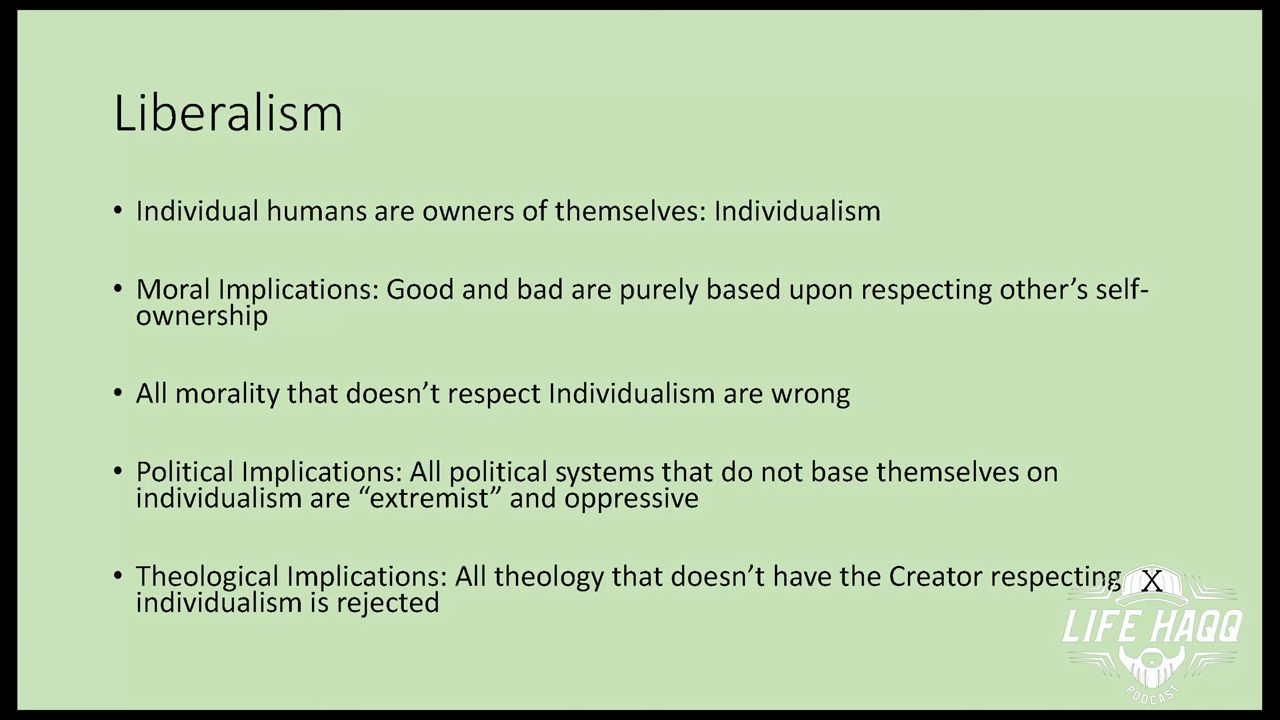 Liberalism
• Individual humans are owners of themselves: Individualism
• Moral Implications: Good and bad are purely based upon respecting other’s self-
ownership
• All morality that doesn’t respect Individualism are wrong
• Political Implications: All political systems that do not base themselves on
individualism are “extremist” and oppressive
• Theological Implications: All theology that doesn’t have the Creator respecting
individualism is rejected
X
LIFE HAQQ
PODCAST